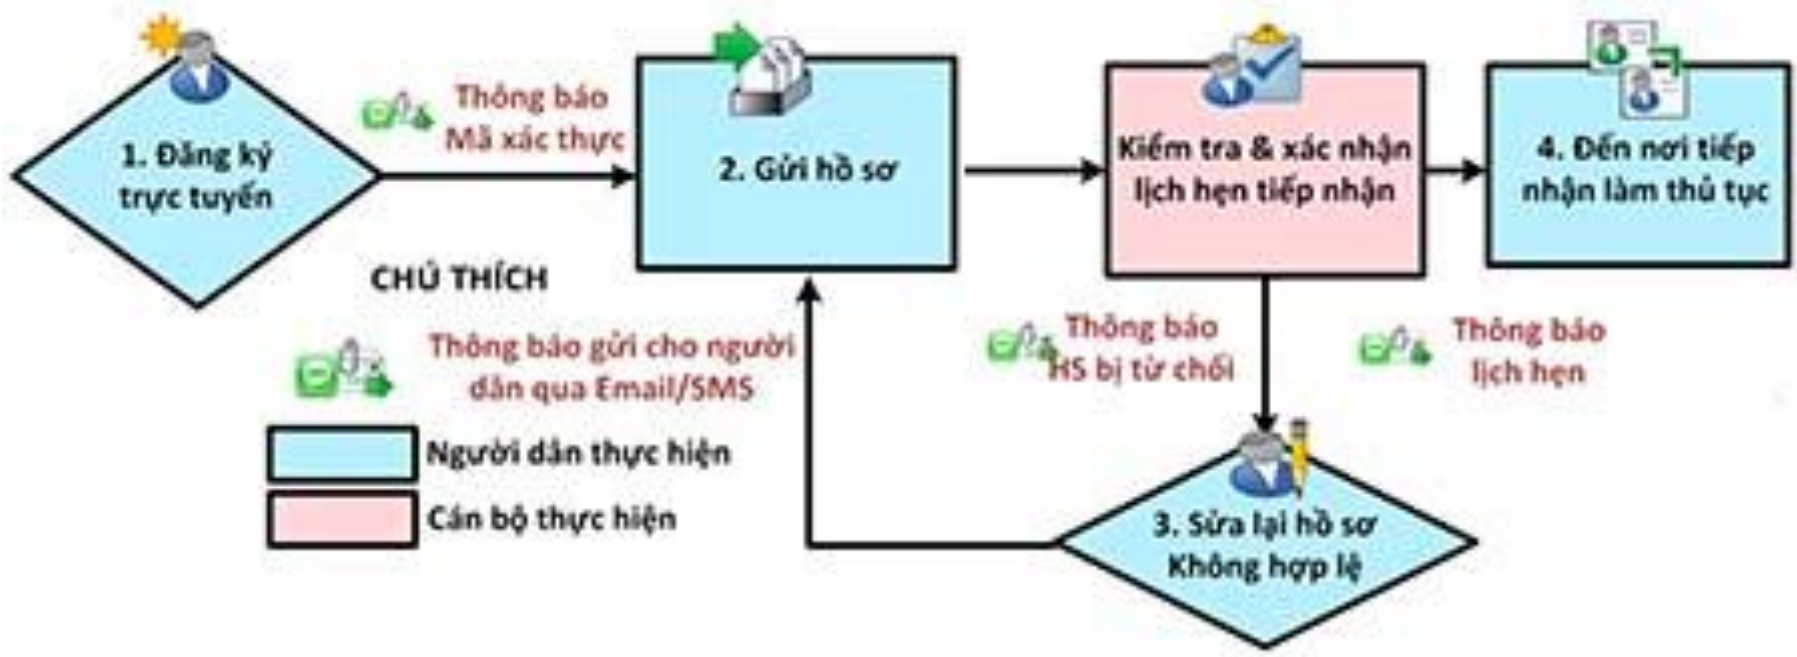 1. Đăng ký
trực tuyến
Thông báo
Mã xác thực
2. Gửi hồ sơ
Kiểm tra & xác nhận
lịch hẹn tiếp nhận
4. Đến nơi tiếp
nhận làm thủ tục
CHÚ THÍCH
Thông báo gửi cho người
dân qua Email/SMS
Người dân thực hiện
Cán bộ thực hiện
Thông báo
HS bị từ chối
Thông báo
lịch hẹn
3. Sửa lại hồ sơ
Không hợp lệ